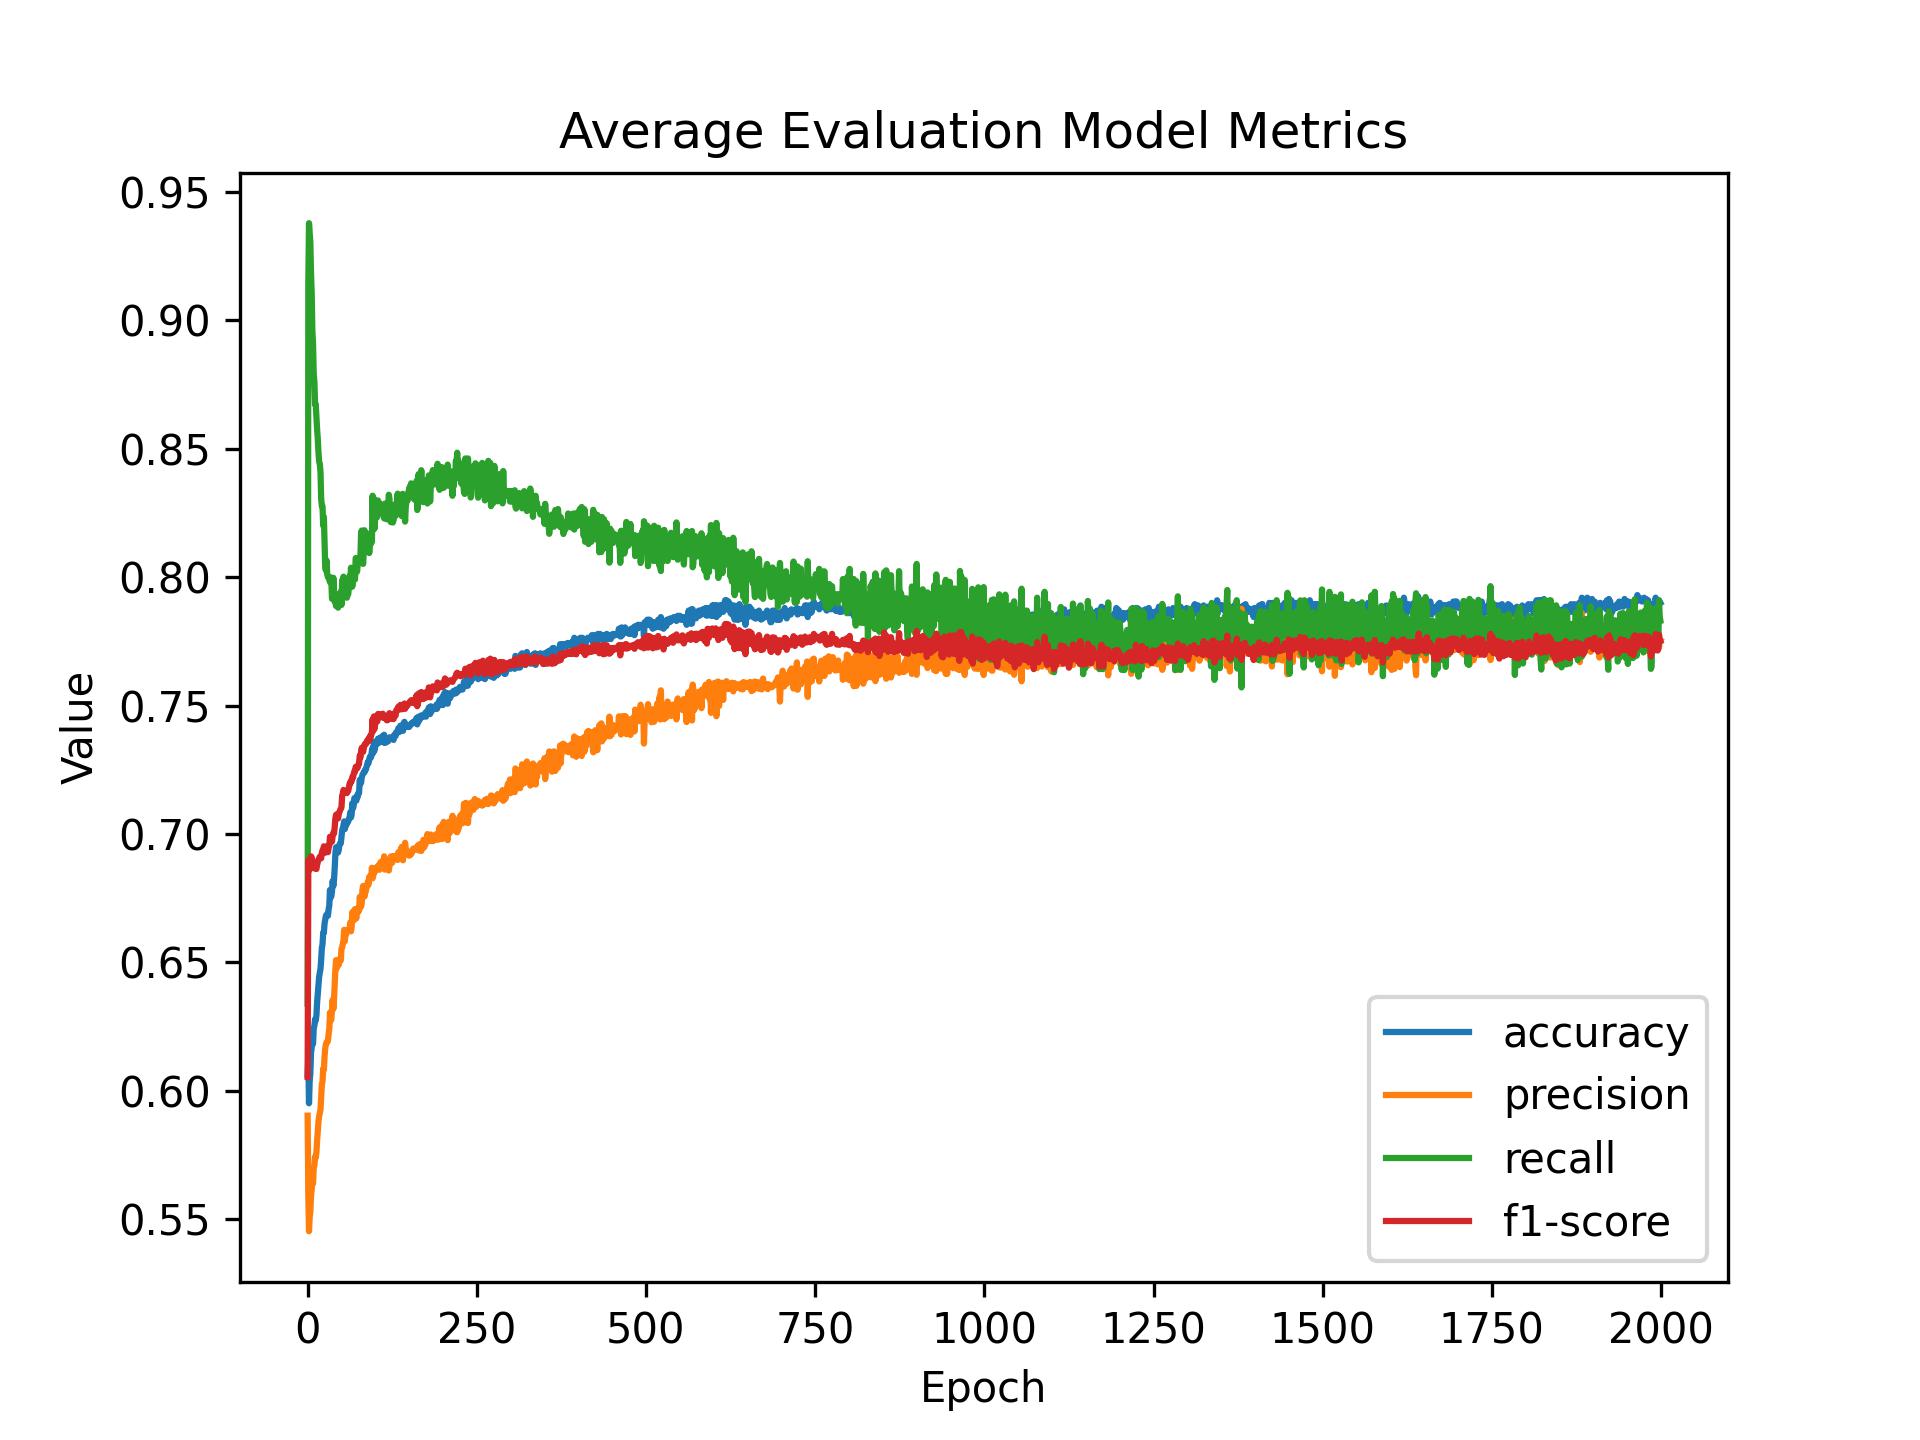 Average Evaluation Model Metrics
0.95
0.90
0.85
0.80
0.75
0.70
0.65
0.60
0.55
Value
accuracy
precision
recall
f1-score
0 250 500 750 1000 1250 1500 1750 2000
Epoch